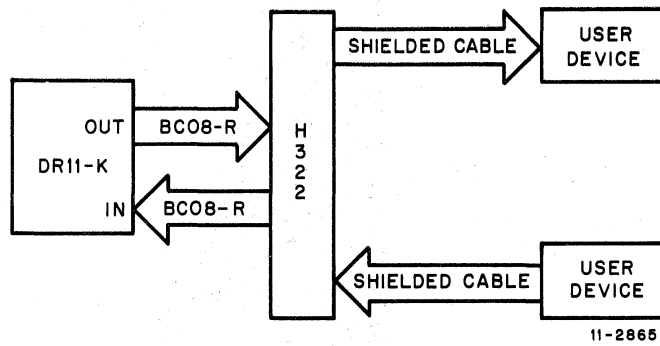 SHIELDED CABLE
USER
DEVICE
OUT
BC08-R
H
3
2
2
DR11-K
IN
BC08-R
SHIELDED CABLE
USER
DEVICE
11-2865